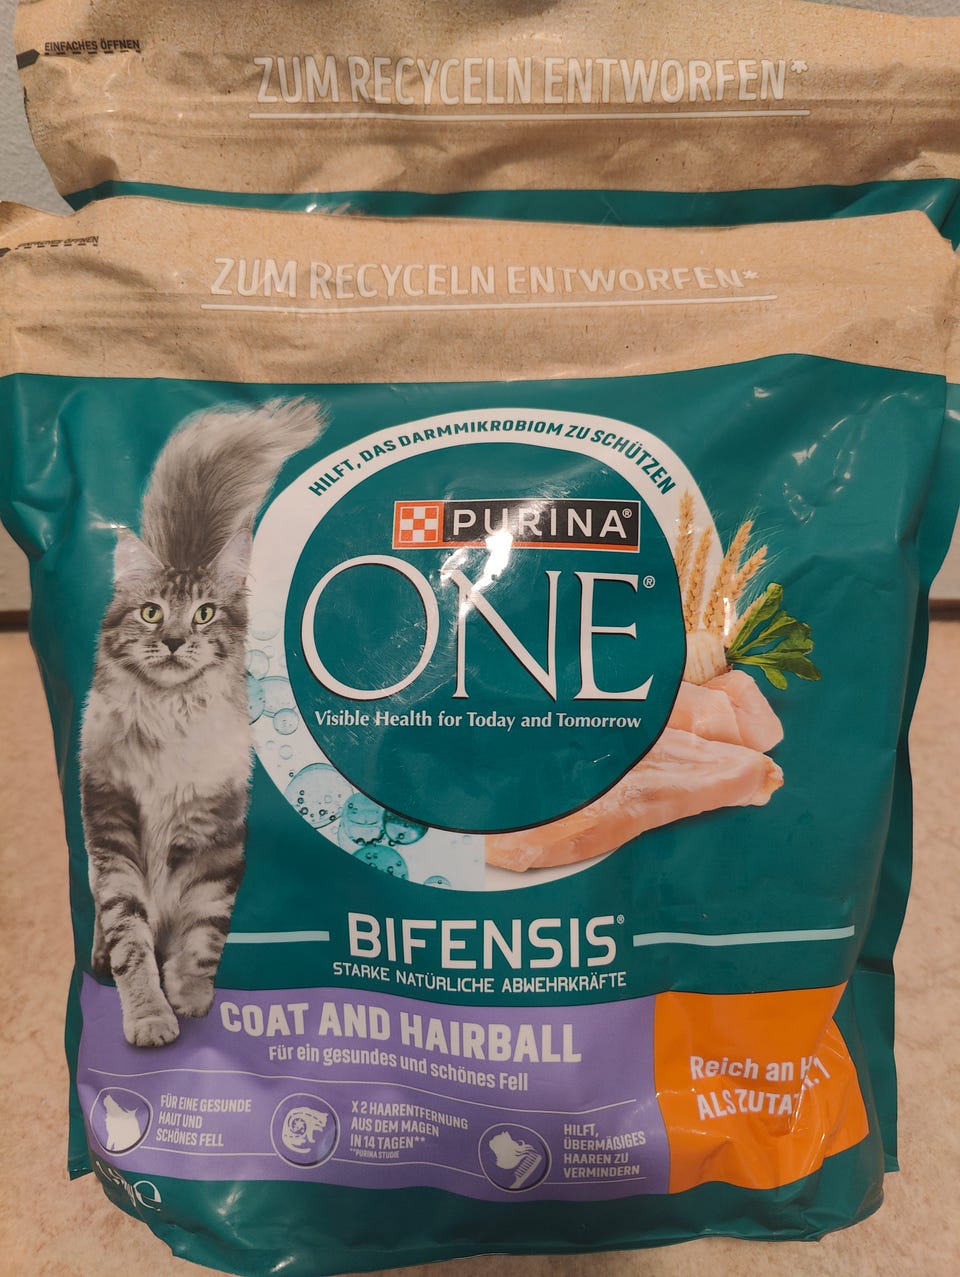 EINFACHES ÖFFNEN
ZUM RECYCELN ENTWORFEN*
EINFACHES ÖFFNEN
ZUM RECYCELN ENTWORFEN*
HILFT, DAS DARMMIKROBIOM ZU SCHÜTZEN
PURINA®
ONE®
Visible Health for Today and Tomorrow
BIFENSIS®
STARKE NATÜRLICHE ABWEHRKRÄFTE
COAT AND HAIRBALL
Für ein gesundes und schönes Fell
FÜR EINE GESUNDE
HAUT UND
SCHÖNES FELL
X 2 HAARENTFERNUNG
AUS DEM MAGEN
IN 14 TAGEN**
**PURINA STUDIE
HILFT,
ÜBERMÄßIGES
HAAREN ZU
VERMINDERN
Reich an